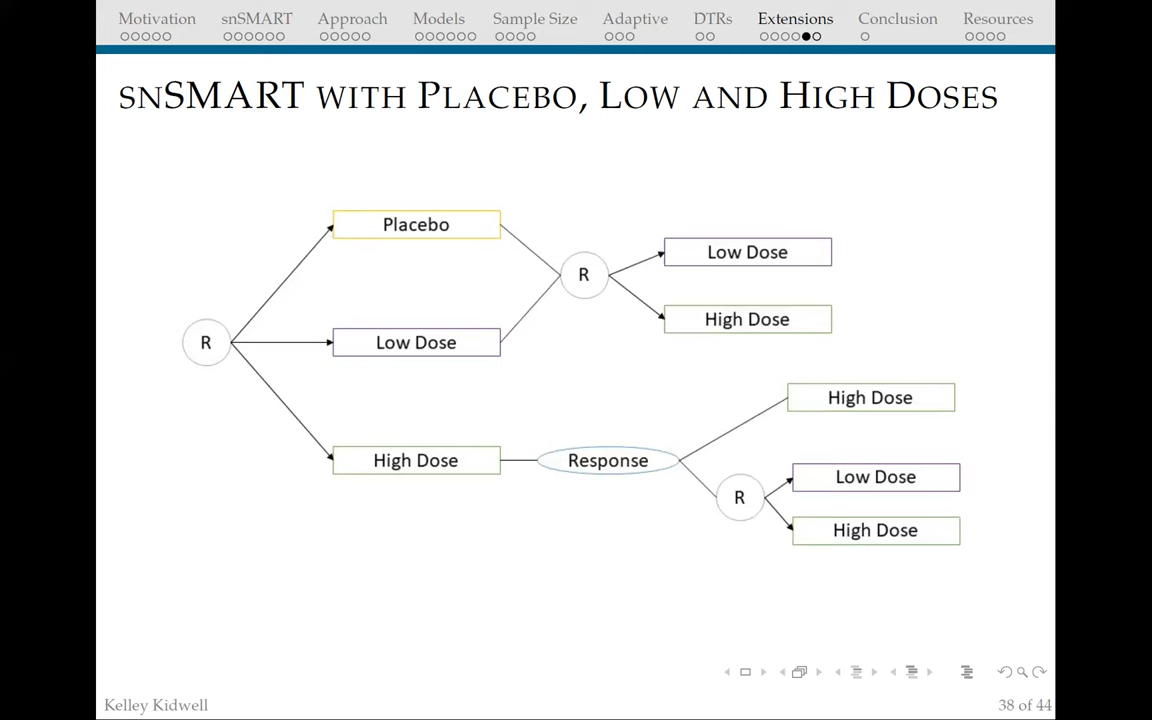 Motivation snSMART Approach Models Sample Size Adaptive DTRs Extensions Conclusion Resources
snSMART with Placebo, Low and High Doses
Placebo
Low Dose
R
High Dose
R
Low Dose
High Dose
High Dose
Response
Low Dose
R
High Dose
Kelley Kidwell
38 of 44